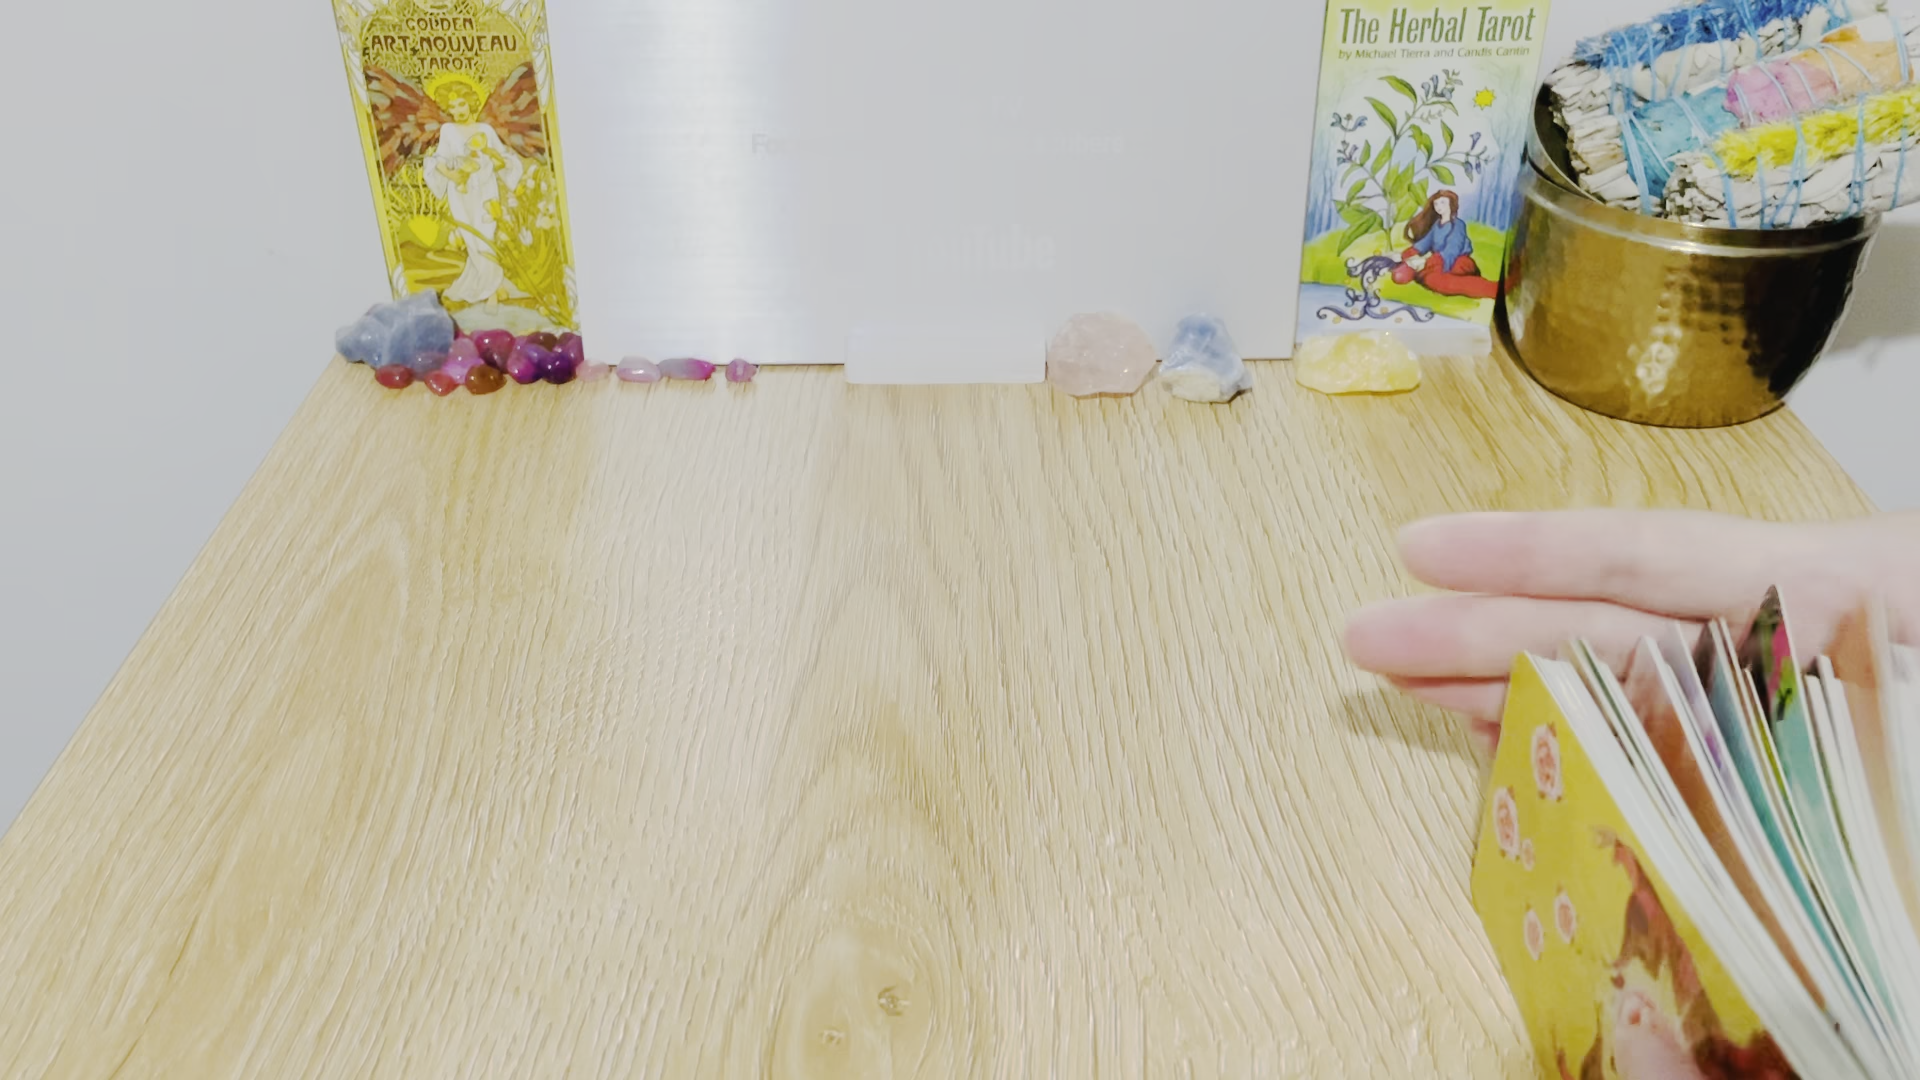 GOLDEN
ART NOUVEAU
TAROT
The Herbal Tarot
by Michael Tierra and Candis Cantin